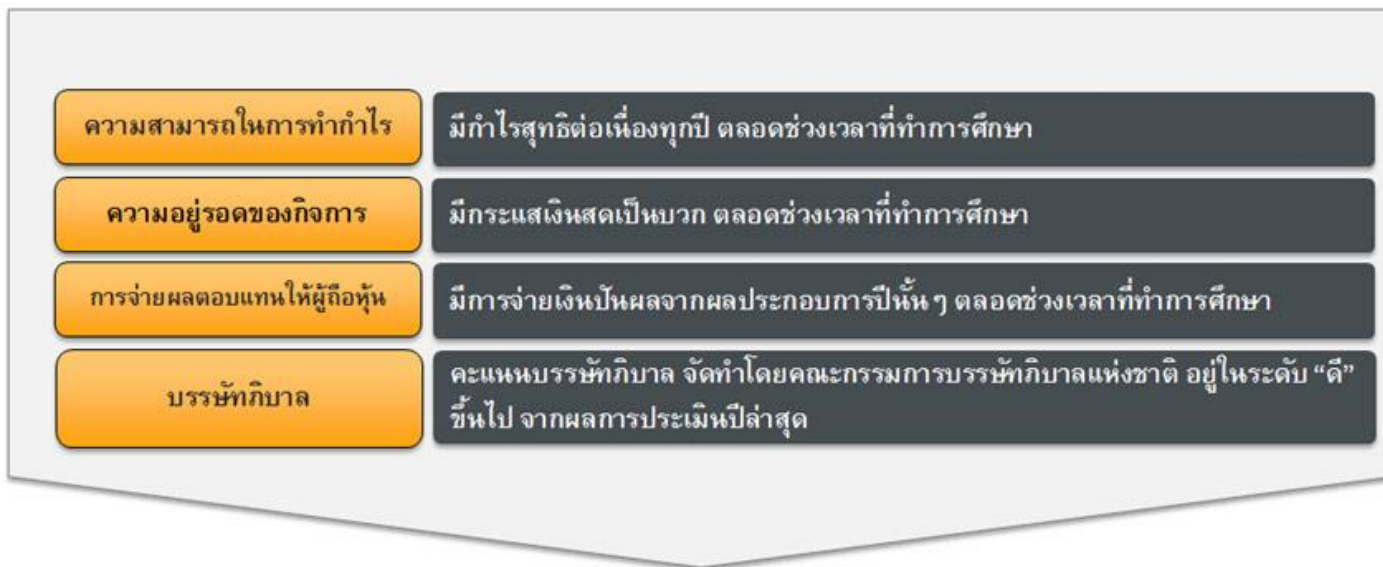 ความสามารถในการทำกำไร
มีกำไรสุทธิต่อเนื่องทุกปี ตลอดช่วงเวลาที่ทำการศึกษา
ความอยู่รอดของกิจการ
มีกระแสเงินสดเป็นบวก ตลอดช่วงเวลาที่ทำการศึกษา
การจ่ายผลตอบแทนให้ผู้ถือหุ้น
มีการจ่ายเงินปันผลจากผลประกอบการปีนั้น ๆ ตลอดช่วงเวลาที่ทำการศึกษา
บรรษัทภิบาล
คะแนนบรรษัทภิบาล จัดทำโดยคณะกรรมการบรรษัทภิบาลแห่งชาติ อยู่ในระดับ “ดี”
ขึ้นไป จากผลการประเมินปีล่าสุด